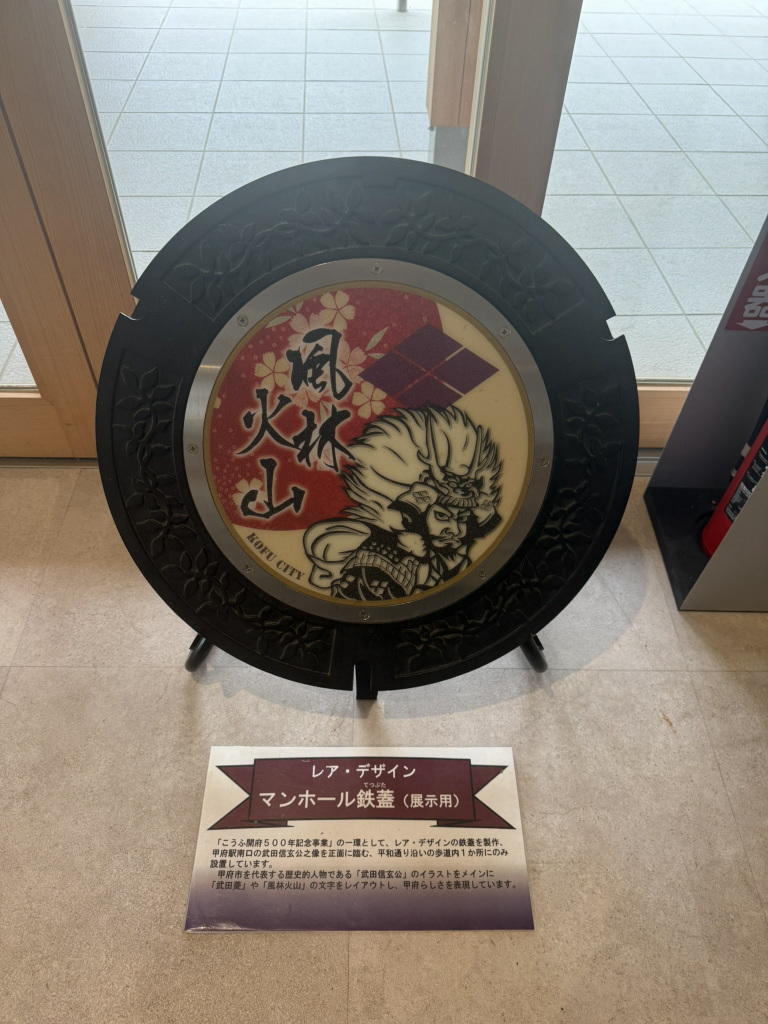 風林
火山
KOFU CITY
レア・デザイン
てつぶた
マンホール鉄蓋（展示用）
「こうふ開府５００年記念事業」の一環として、レア・デザインの鉄蓋を製作、
甲府駅南口の武田信玄公之像を正面に臨む、平和通り沿いの歩道内１か所にのみ
設置しています。
甲府市を代表する歴史的人物である「武田信玄公」のイラストをメインに
「武田菱」や「風林火山」の文字をレイアウトし、甲府らしさを表現しています。
品